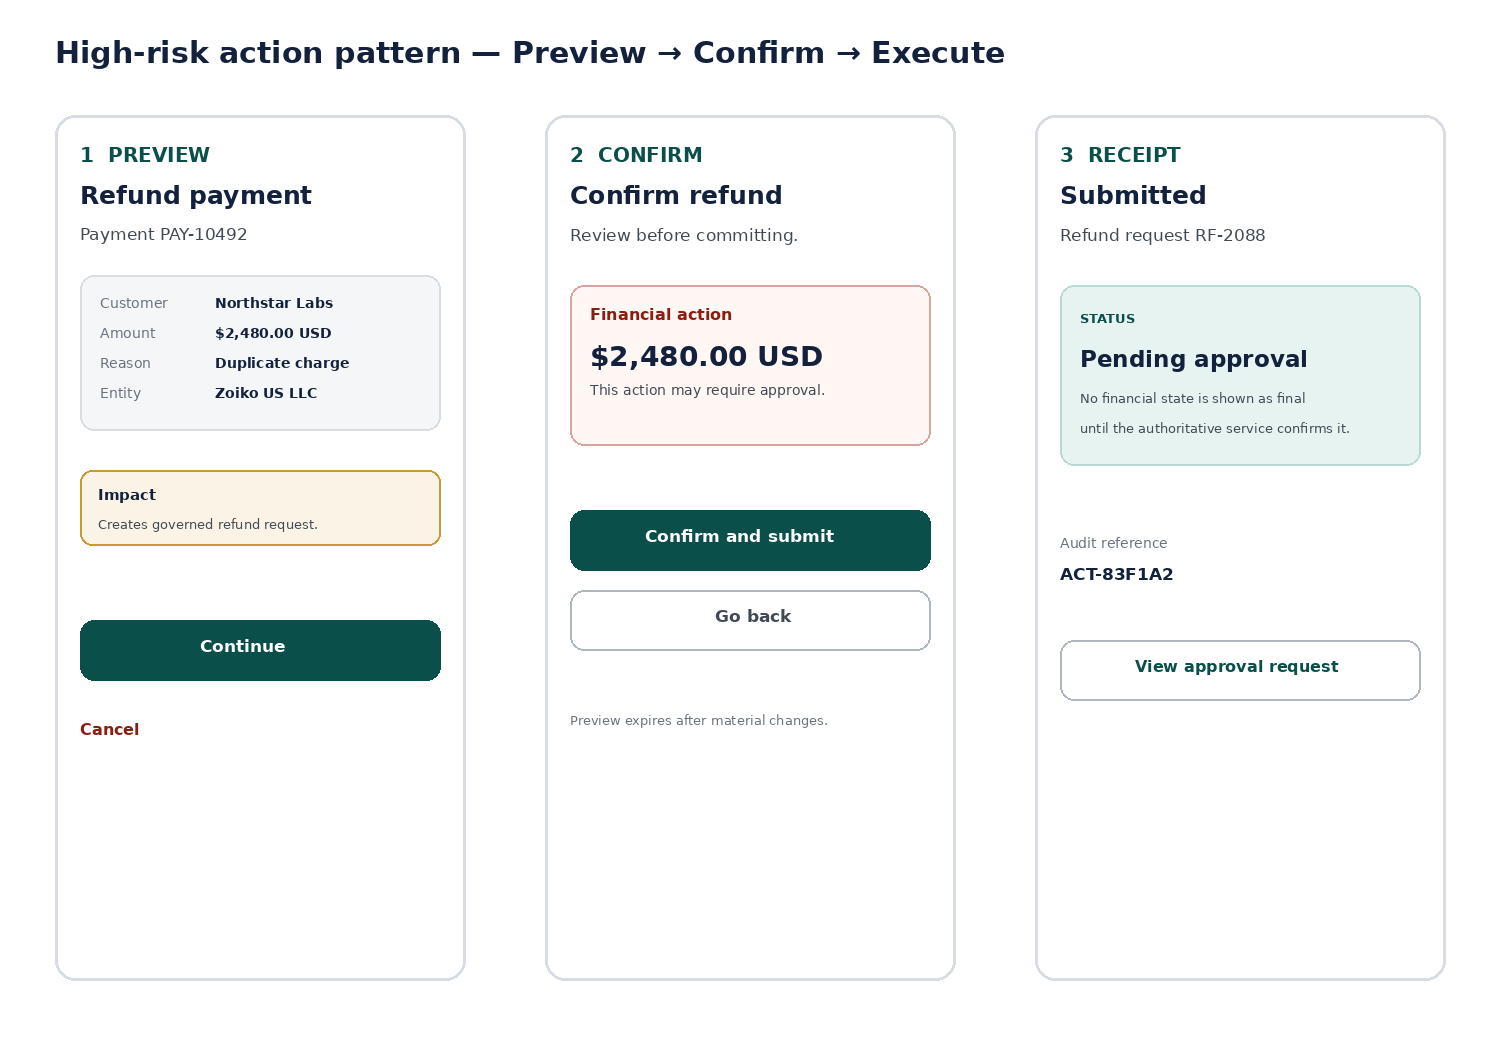 High-risk action pattern — Preview → Confirm → Execute
1 PREVIEW
Refund payment
Payment PAY-10492
Customer Northstar Labs
Amount $2,480.00 USD
Reason Duplicate charge
Entity Zoiko US LLC
Impact
Creates governed refund request.
Continue
Cancel
2 CONFIRM
Confirm refund
Review before committing.
Financial action
$2,480.00 USD
This action may require approval.
Confirm and submit
Go back
Preview expires after material changes.
3 RECEIPT
Submitted
Refund request RF-2088
STATUS
Pending approval
No financial state is shown as final
until the authoritative service confirms it.
Audit reference
ACT-83F1A2
View approval request